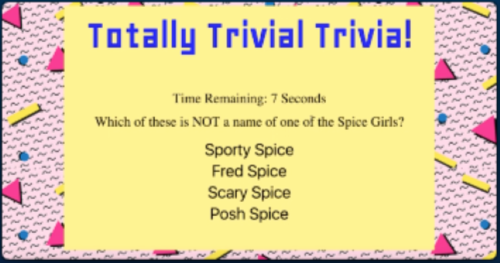 Totally Trivial Trivia!
Time Remaining: 7 Seconds
Which of these is NOT a name of one of the Spice Girls?
Sporty Spice
Fred Spice
Scary Spice
Posh Spice